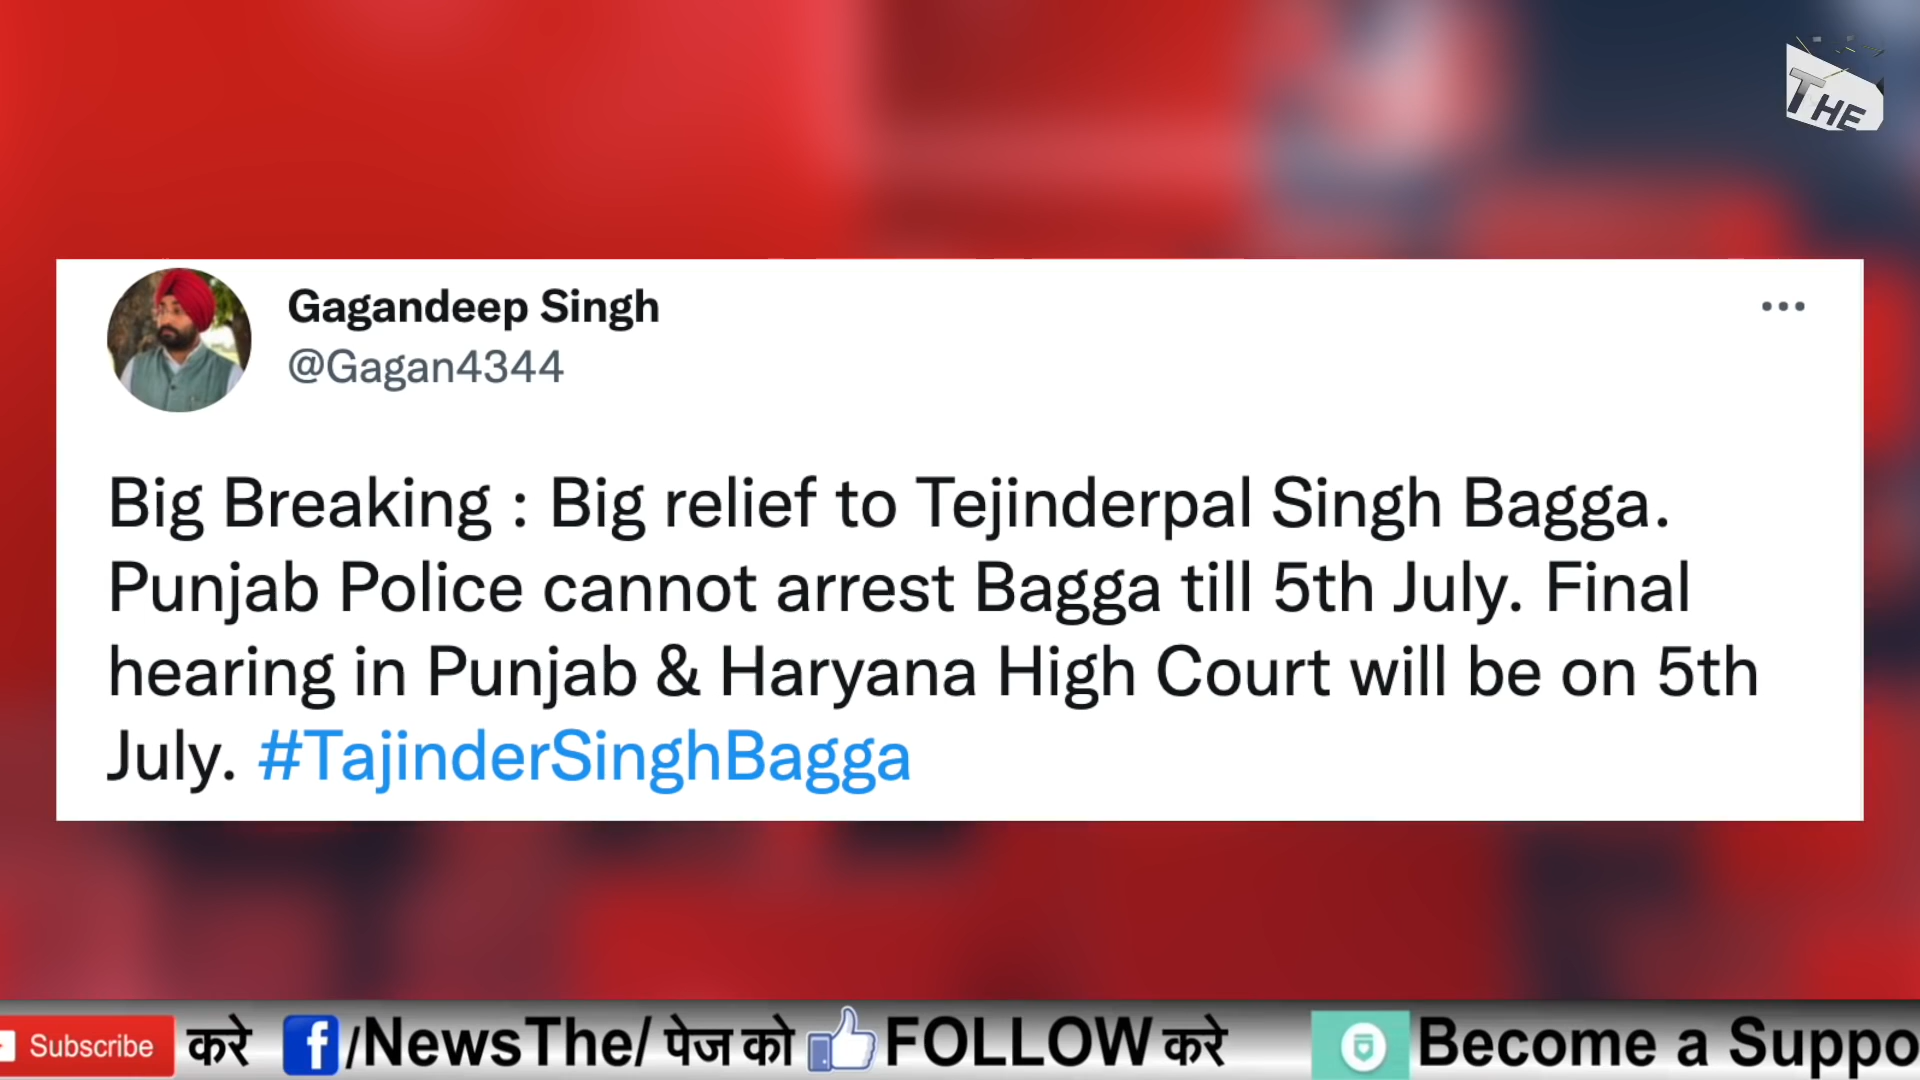 THE
Gagandeep Singh
@Gagan4344
Big Breaking : Big relief to Tejinderpal Singh Bagga.
Punjab Police cannot arrest Bagga till 5th July. Final
hearing in Punjab & Haryana High Court will be on 5th
July. #TajinderSinghBagga
Subscribe करे f/NewsThe/ पेज को FOLLOW करे Become a Suppo